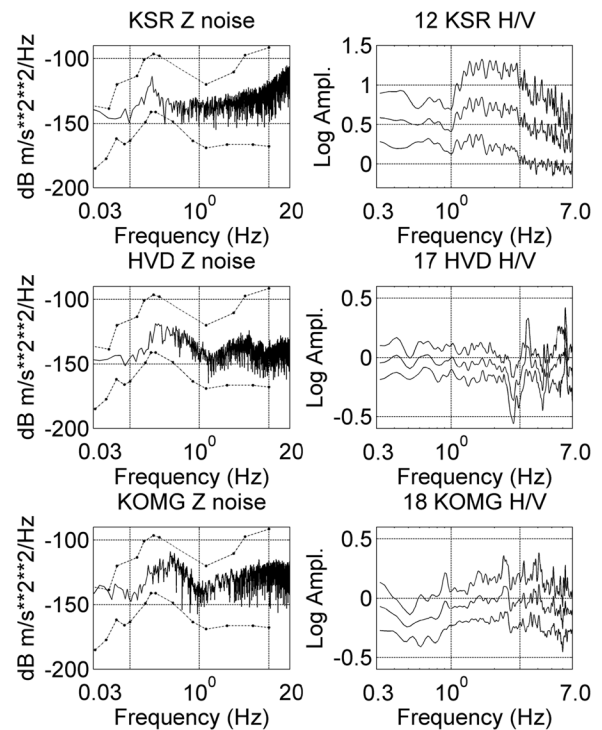 KSR Z noise
dB m/s**2**2/Hz
-100
-150
-200
0.03
10^0
20
Frequency (Hz)
12 KSR H/V
Log Ampl.
1.5
1
0.5
0
0.3
10^0
7.0
Frequency (Hz)
HVD Z noise
dB m/s**2**2/Hz
-100
-150
-200
0.03
10^0
20
Frequency (Hz)
17 HVD H/V
Log Ampl.
0.5
0
-0.5
0.3
10^0
7.0
Frequency (Hz)
KOMG Z noise
dB m/s**2**2/Hz
-100
-150
-200
0.03
10^0
20
Frequency (Hz)
18 KOMG H/V
Log Ampl.
0.5
0
-0.5
0.3
10^0
7.0
Frequency (Hz)